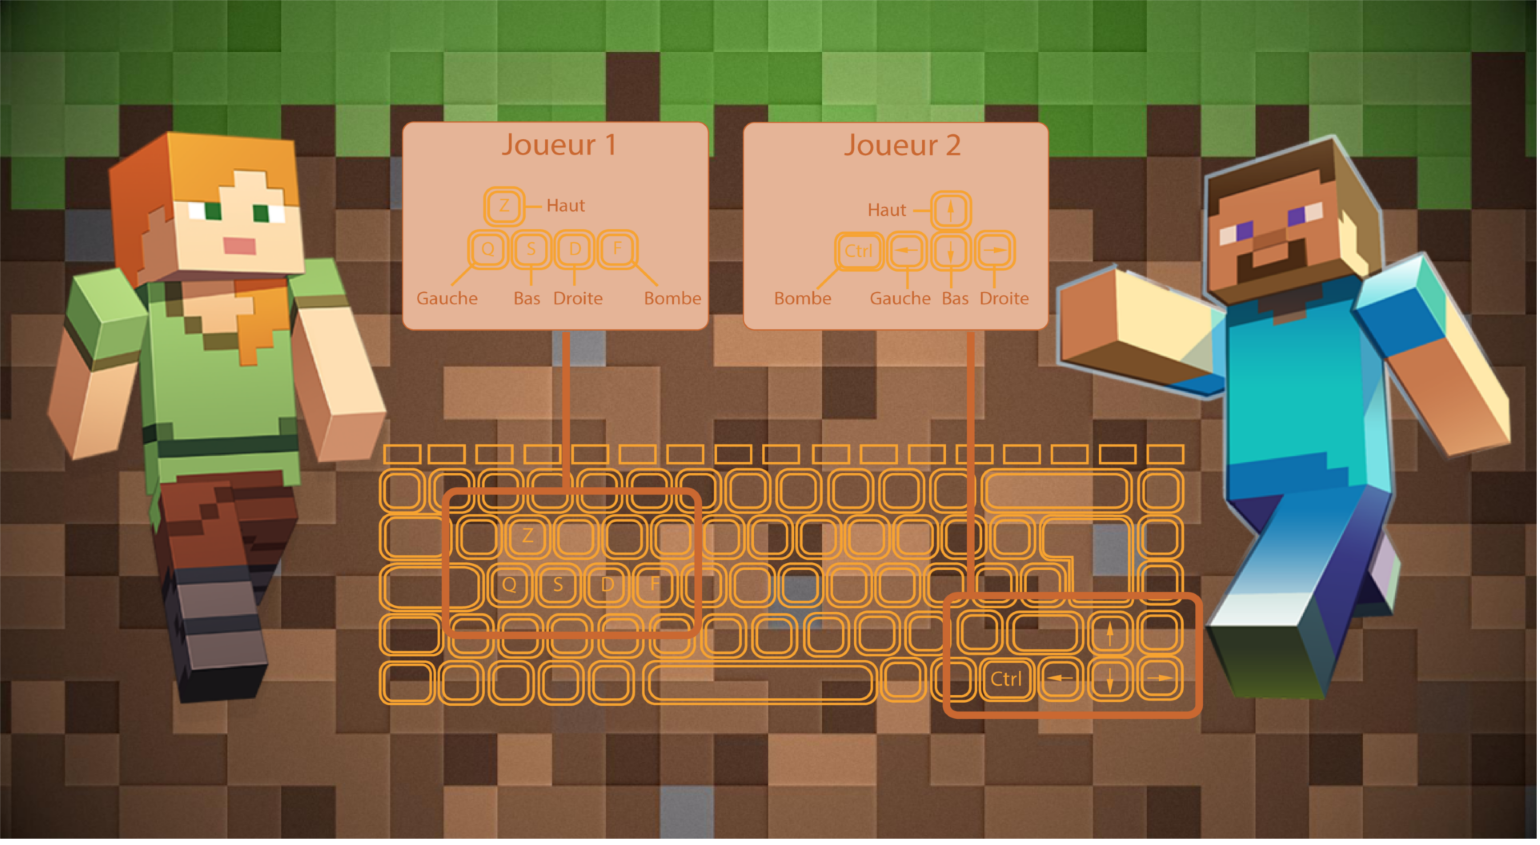 Joueur 1
Z Haut
Q S D F
Gauche Bas Droite Bombe
Joueur 2
Haut ↑
Ctrl ← ↓ →
Bombe Gauche Bas Droite
Z
Q S D F
↑
Ctrl ← ↓ →